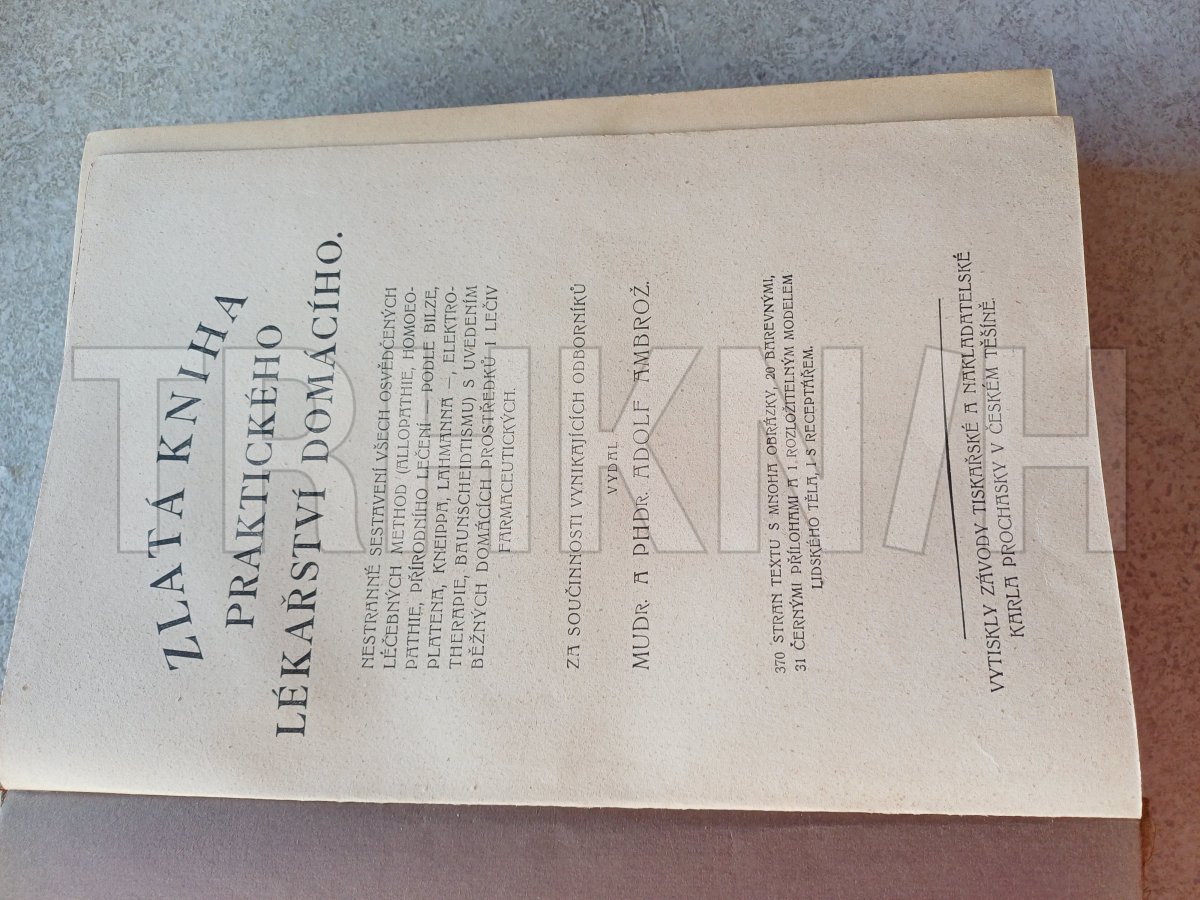 ZLATÁ KNIHA
PRAKTICKÉHO
LÉKAŘSTVÍ DOMÁCÍHO.
NESTRANNÉ SESTAVENÍ VŠECH OSVĚDČENÝCH
LÉČEBNÝCH METHOD (ALLOPATHIE, HOMOEO-
PATHIE, PŘÍRODNÍHO LÉČENÍ — PODLE BILZE,
PLATENA, KNEIPPA, LAHMANNA —, ELEKTRO-
THERAPIE, BAUNSCHEIDTISMU) S UVEDENÍM
BĚŽNÝCH DOMÁCÍCH PROSTŘEDKŮ I LEČIV
FARMACEUTICKÝCH.
ZA SOUČINNOSTI VYNIKAJÍCÍCH ODBORNÍKŮ
VYDAL
MUDR. A PHDR. ADOLF AMBROŽ.
370 STRAN TEXTU S MNOHA OBRÁZKY, 20 BAREVNÝMI,
31 ČERNÝMI PŘÍLOHAMI A 1 ROZLOŽITELNÝM MODELEM
LIDSKÉHO TĚLA, I S RECEPTÁŘEM.
VYTISKLY ZÁVODY TISKAŘSKÉ A NAKLADATELSKÉ
KARLA PROCHASKY V ČESKÉM TĚŠÍNĚ.
TRHKNIH